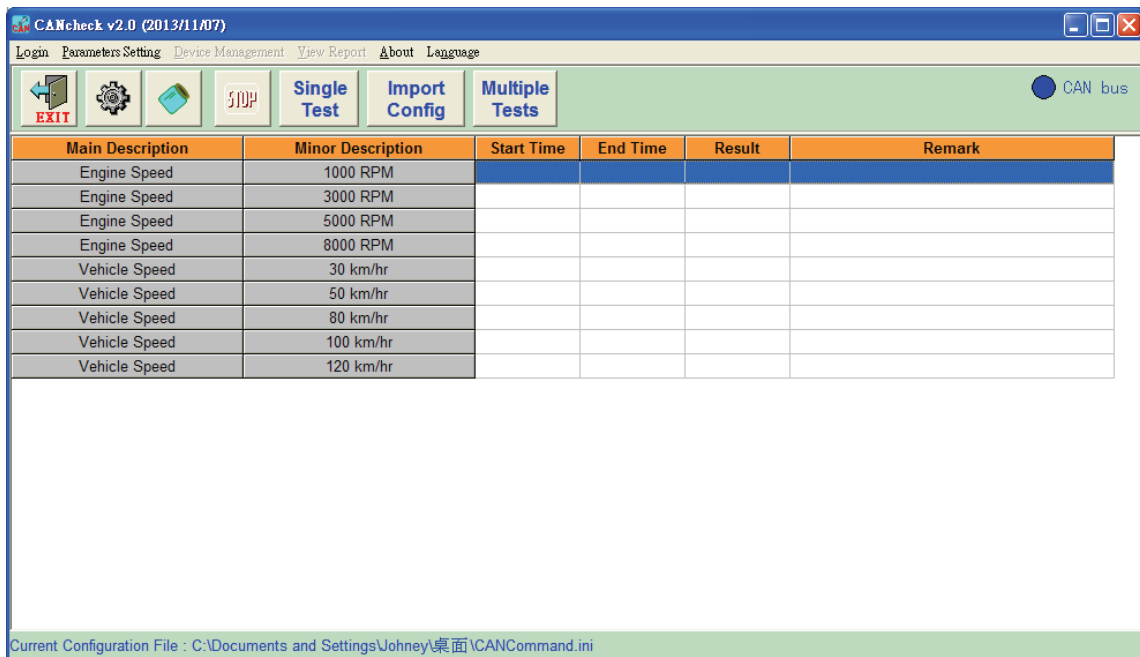 CANcheck v2.0 (2013/11/07)
Login Parameters Setting Device Management View Report About Language
EXIT STOP Single Test Import Config Multiple Tests CAN bus
Main Description Minor Description Start Time End Time Result Remark
Engine Speed 1000 RPM
Engine Speed 3000 RPM
Engine Speed 5000 RPM
Engine Speed 8000 RPM
Vehicle Speed 30 km/hr
Vehicle Speed 50 km/hr
Vehicle Speed 80 km/hr
Vehicle Speed 100 km/hr
Vehicle Speed 120 km/hr
Current Configuration File : C:\Documents and Settings\Johney\桌面\CANCommand.ini